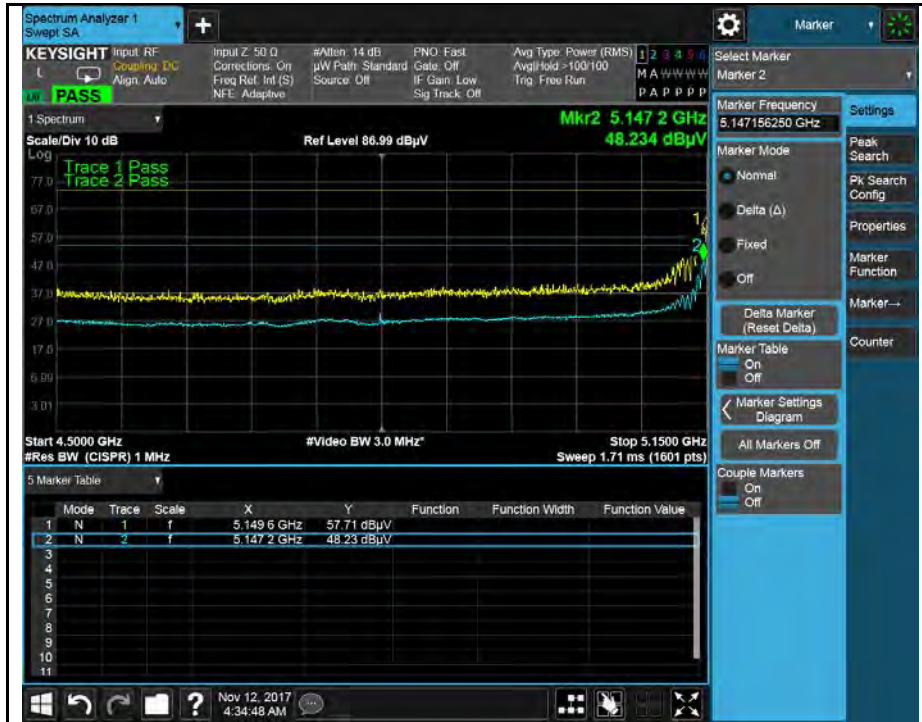 Spectrum Analyzer 1
Swept SA
+
Marker
KEYSIGHT
Input: RF
Coupling: DC
Align: Auto
Input Z: 50 Ω
Corrections: On
Freq Ref: Int (S)
NFE: Adaptive
#Atten: 14 dB
µW Path: Standard
Source: Off
PNO: Fast
Gate: Off
IF Gain: Low
Sig Track: Off
Avg Type: Power (RMS)
Avg|Hold:>100/100
Trig: Free Run
1 2 3 4 5 6
M A W W W W
P A P P P P
L
PASS
Select Marker
Marker 2
1 Spectrum
Scale/Div 10 dB
Ref Level 86.99 dBµV
Mkr2 5.147 2 GHz
48.234 dBµV
Log
Trace 1 Pass
Trace 2 Pass
77.0
67.0
57.0
47.0
37.0
27.0
17.0
6.99
3.01
1
2
Start 4.5000 GHz
#Video BW 3.0 MHz*
Stop 5.1500 GHz
#Res BW (CISPR) 1 MHz
Sweep 1.71 ms (1601 pts)
Marker Frequency
5.147156250 GHz
Marker Mode
Normal
Delta (Δ)
Fixed
Off
Delta Marker
(Reset Delta)
Marker Table
On
Off
Marker Settings
Diagram
All Markers Off
Couple Markers
On
Off
Settings
Peak
Search
Pk Search
Config
Properties
Marker
Function
Marker→
Counter
5 Marker Table
Mode Trace Scale X Y Function Function Width Function Value
1 N 1 f 5.149 6 GHz 57.71 dBµV
2 N 2 f 5.147 2 GHz 48.23 dBµV
3
4
5
6
7
8
9
10
11
?
Nov 12, 2017
4:34:48 AM